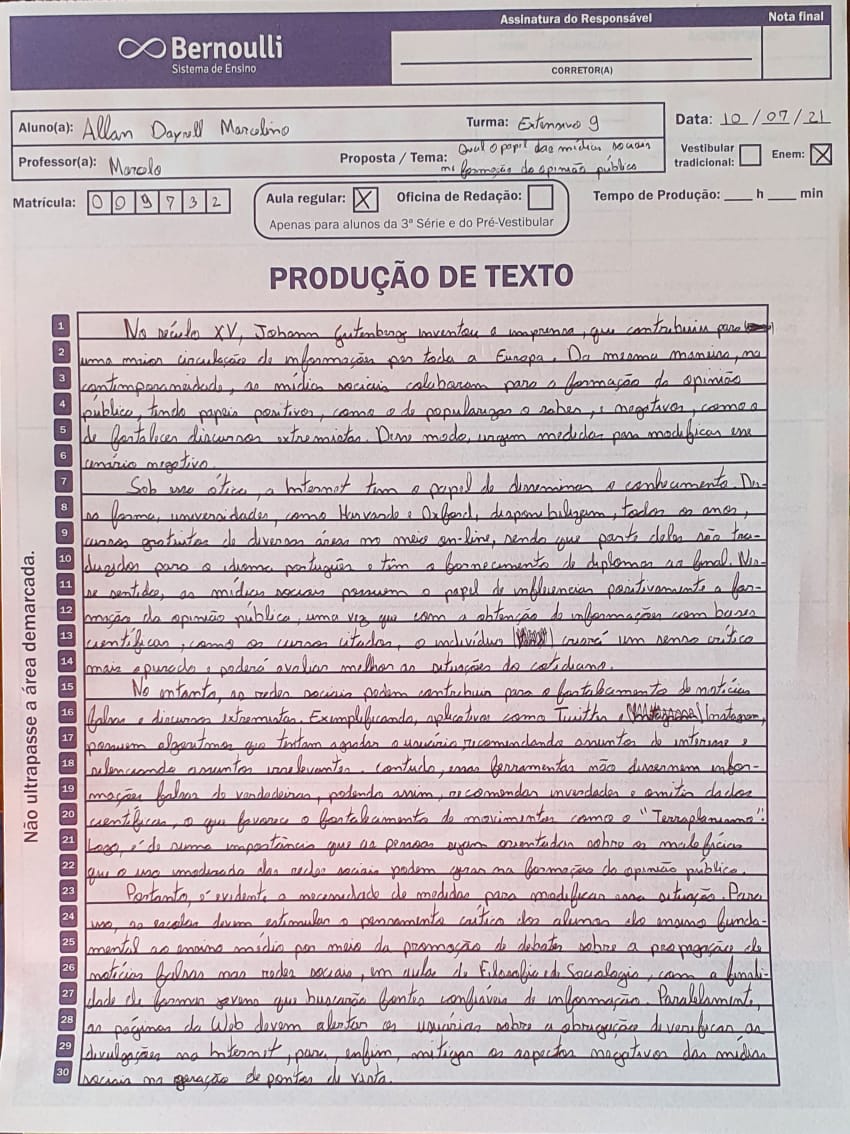 Bernoulli
Sistema de Ensino
Assinatura do Responsável
Nota final
CORRETOR(A)
Aluno(a): Allan Dayrell Marcolino
Turma: Extensivo 9
Data: 10/07/21
Professor(a): Marcelo
Proposta / Tema: Qual o papel das mídias sociais
na formação da opinião pública
Vestibular tradicional:
Enem: X
Matrícula: 009732
Aula regular: X Oficina de Redação:
Apenas para alunos da 3ª Série e do Pré-Vestibular
Tempo de Produção: ____ h ____ min
PRODUÇÃO DE TEXTO
Não ultrapasse a área demarcada.
1 No século XV, Johann Gutenberg inventou a imprensa, que contribuiu para
2 uma maior circulação de informações por toda a Europa. Da mesma maneira, na
3 contemporaneidade, as mídias sociais colaboram para a formação da opinião
4 pública, tendo papeis positivos, como o de popularizar o saber, e negativos, como o
5 de fortalecer discursos extremistas. Desse modo, urgem medidas para modificar esse
6 cenário negativo.
7 Sob essa ótica, a Internet tem o papel de disseminar o conhecimento. Des-
8 sa forma, universidades, como Harvard e Oxford, disponibilizam, todos os anos,
9 cursos gratuitos de diversas áreas no meio on-line, sendo que parte deles são tra-
10 duzidos para o idioma português e têm o fornecimento de diplomas ao final. Nes-
11 se sentido, as mídias sociais possuem o papel de influenciar positivamente a for-
12 mação da opinião pública, uma vez que com a obtenção de informações com bases
13 científicas, como os cursos citados, o indivíduo criará um senso crítico
14 mais apurado e poderá avaliar melhor as situações do cotidiano.
15 No entanto, as redes sociais podem contribuir para o fortalecimento de notícias
16 falsas e discursos extremistas. Exemplificando, aplicativos como Twitter e Instagram,
17 possuem algoritmos que tentam agradar o usuário recomendando assuntos de interesse e
18 silenciando assuntos irrelevantes. Contudo, essas ferramentas não discernem infor-
19 mações falsas de verdadeiras, podendo assim, recomendar inverdades e omitir dados
20 científicos, o que favorece o fortalecimento de movimentos como o "Terraplanismo".
21 Logo, é de suma importância que as pessoas sejam orientadas sobre os malefícios
22 que o uso moderado das redes sociais podem gerar na formação da opinião pública.
23 Portanto, é evidente a necessidade de medidas para modificar essa situação. Para
24 isso, as escolas devem estimular o pensamento crítico dos alunos do ensino funda-
25 mental ao ensino médio por meio da promoção de debates sobre a propagação de
26 notícias falsas nas redes sociais, em aulas de Filosofia e de Sociologia, com a finali-
27 dade de formar jovens que buscarão fontes confiáveis de informação. Paralelamente,
28 as páginas da Web devem alertar os usuários sobre a obrigação de verificar as
29 divulgações na Internet, para, enfim, mitigar os aspectos negativos das mídias
30 sociais na geração de pontos de vista.